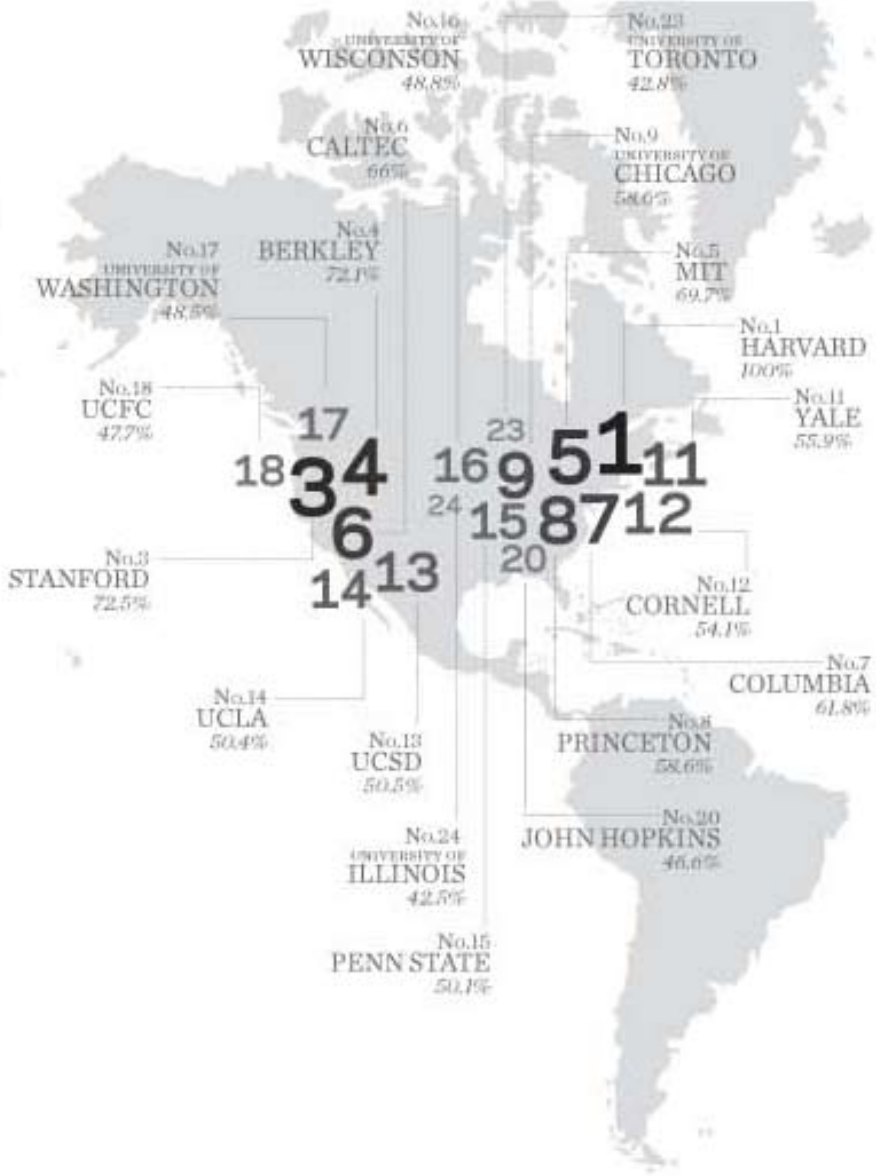 No.16
UNIVERSITY OF
WISCONSON
48.8%
No.23
UNIVERSITY OF
TORONTO
42.8%
No.6
CALTEC
66%
No.9
UNIVERSITY OF
CHICAGO
58.6%
No.4
BERKLEY
72.1%
No.17
UNIVERSITY OF
WASHINGTON
48.5%
No.5
MIT
69.7%
No.1
HARVARD
100%
No.18
UCFC
47.7%
No.11
YALE
55.9%
17
23
5
1
18
3
4
16
9
11
24
6
15
8
7
12
14
13
20
No.3
STANFORD
72.5%
No.12
CORNELL
54.1%
No.7
COLUMBIA
61.8%
No.14
UCLA
50.4%
No.13
UCSD
50.5%
No.8
PRINCETON
58.6%
No.20
JOHN HOPKINS
46.6%
No.24
UNIVERSITY OF
ILLINOIS
42.5%
No.15
PENN STATE
50.1%